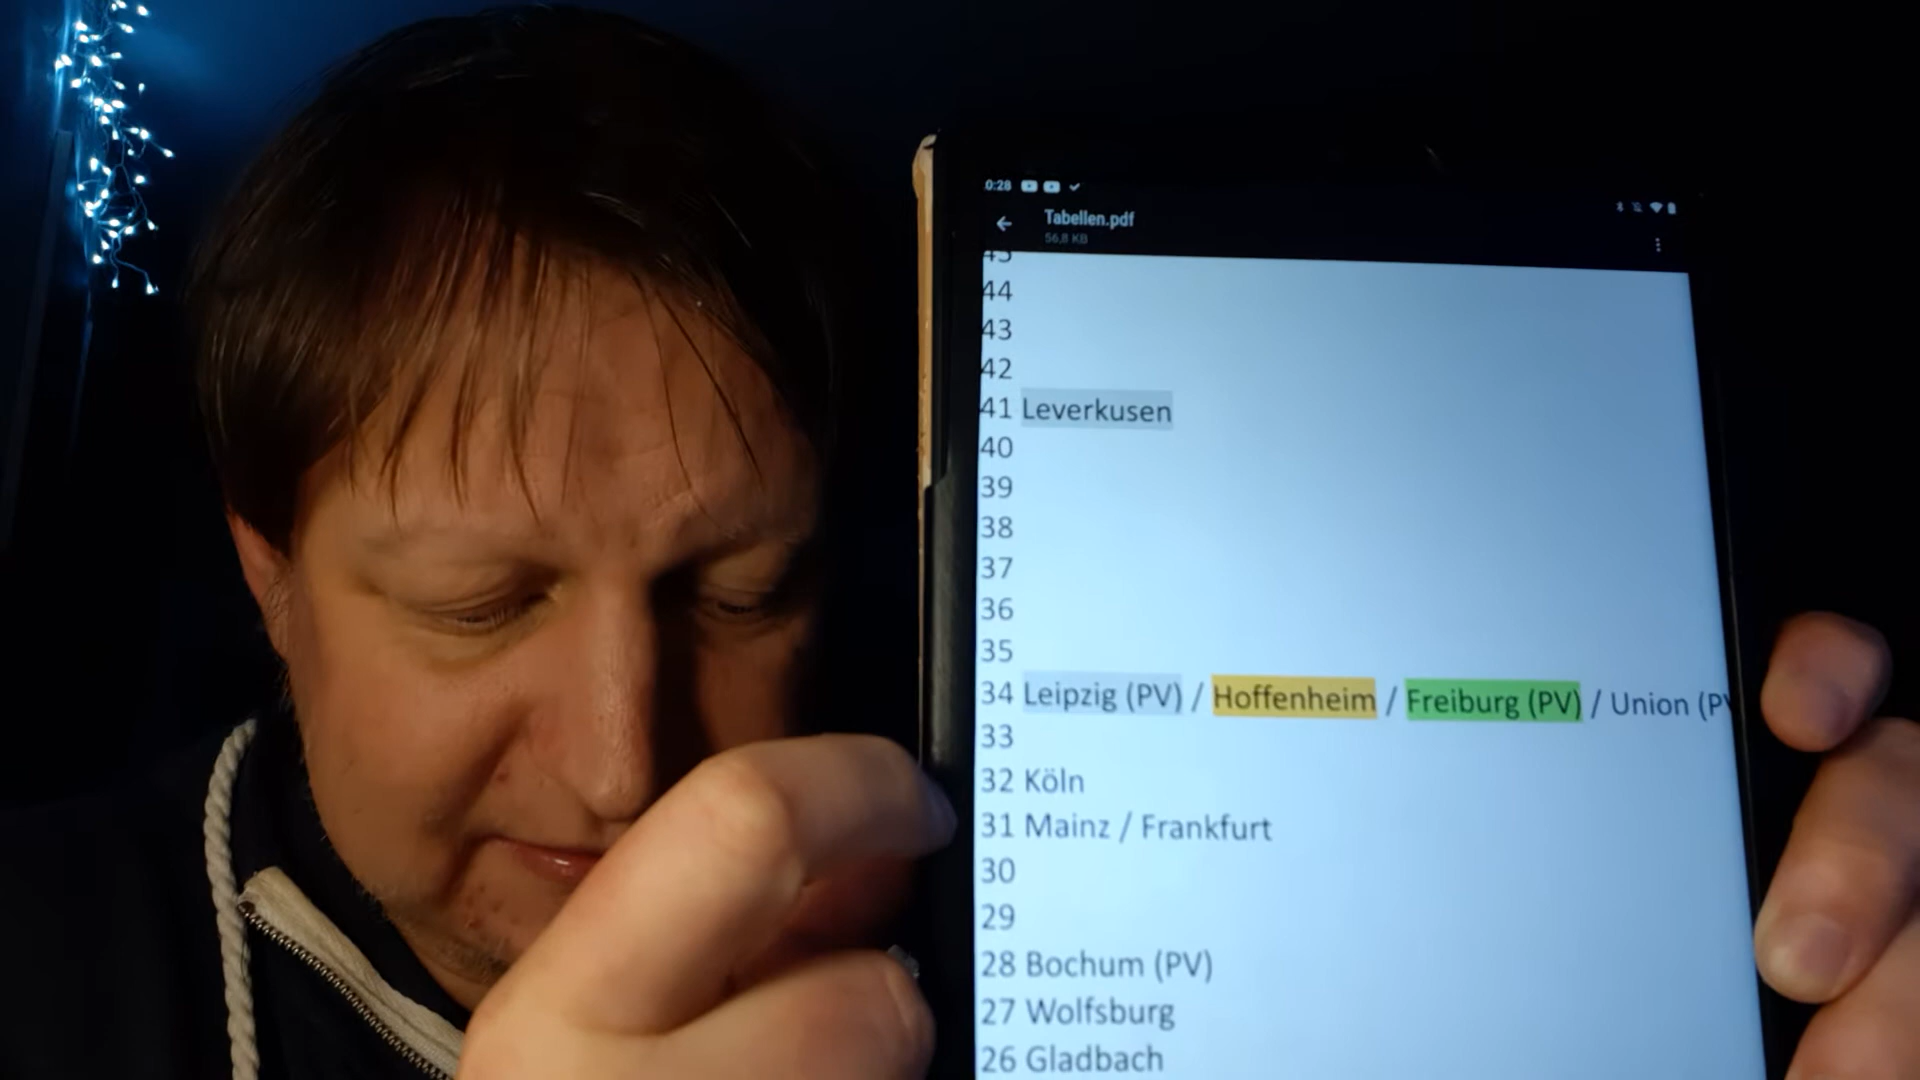 0:28
Tabellen.pdf
56,8 KB
45
44
43
42
41 Leverkusen
40
39
38
37
36
35
34 Leipzig (PV) / Hoffenheim / Freiburg (PV) / Union (PV
33
32 Köln
31 Mainz / Frankfurt
30
29
28 Bochum (PV)
27 Wolfsburg
26 Gladbach